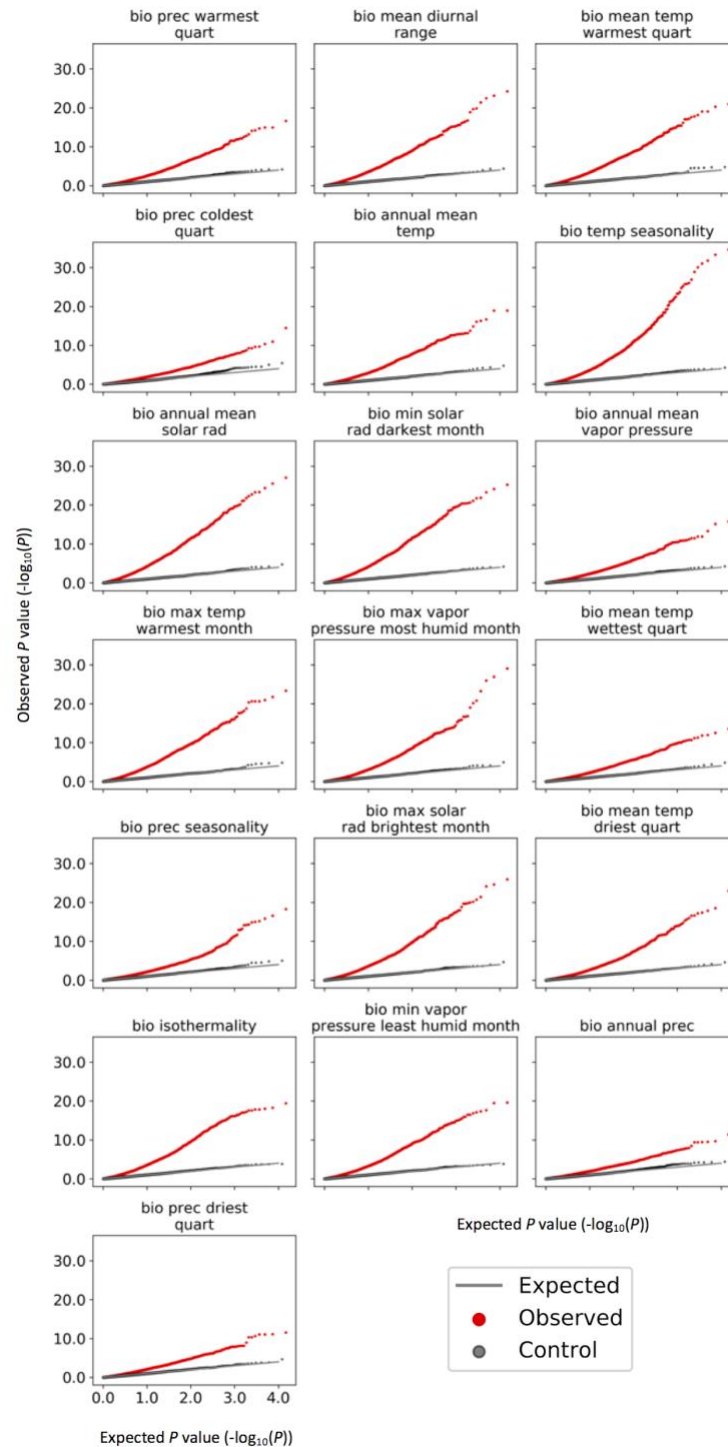 bio prec warmest
quart
bio mean diurnal
range
bio mean temp
warmest quart
30.0
20.0
10.0
0.0
bio prec coldest
quart
bio annual mean
temp
bio temp seasonality
30.0
20.0
10.0
0.0
bio annual mean
solar rad
bio min solar
rad darkest month
bio annual mean
vapor pressure
30.0
20.0
10.0
0.0
Observed P value (-log₁₀(P))
bio max temp
warmest month
bio max vapor
pressure most humid month
bio mean temp
wettest quart
30.0
20.0
10.0
0.0
bio prec seasonality
bio max solar
rad brightest month
bio mean temp
driest quart
30.0
20.0
10.0
0.0
bio isothermality
bio min vapor
pressure least humid month
bio annual prec
30.0
20.0
10.0
0.0
bio prec driest
quart
30.0
20.0
10.0
0.0
0.0 1.0 2.0 3.0 4.0
Expected P value (-log₁₀(P))
Expected P value (-log₁₀(P))
Expected
Observed
Control